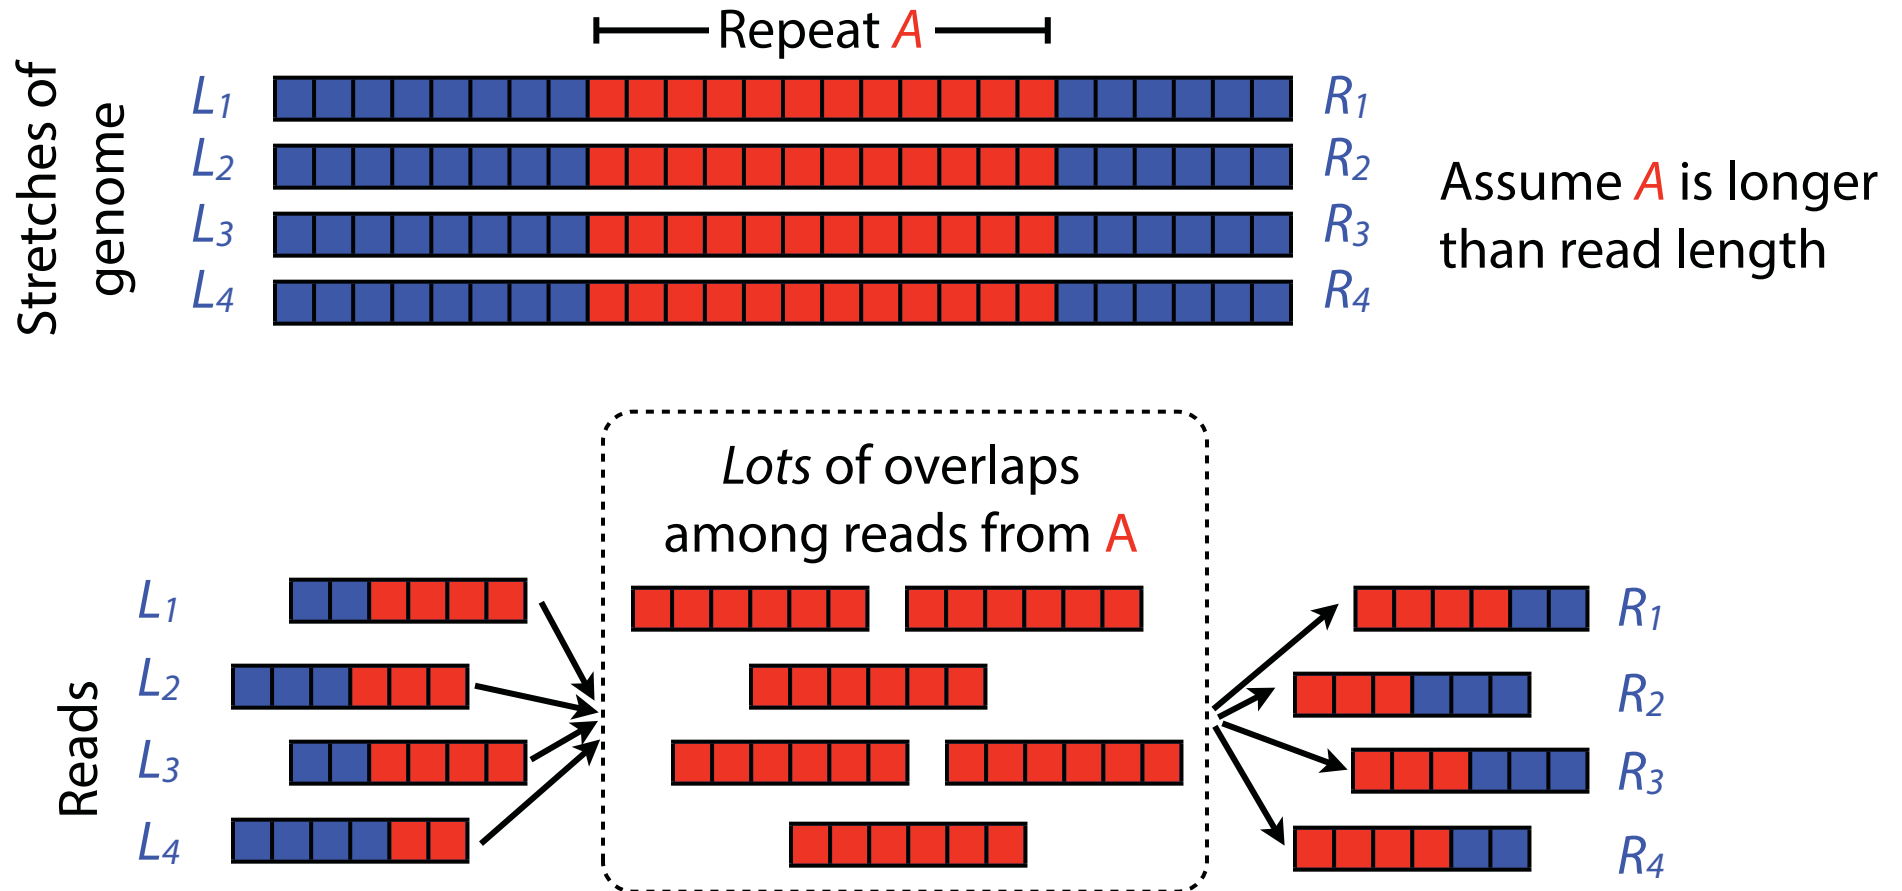 Repeat A
Stretches of
genome
L1
R1
L2
R2
L3
R3
L4
R4
Assume A is longer
than read length
Lots of overlaps
among reads from A
Reads
L1
R1
L2
R2
L3
R3
L4
R4